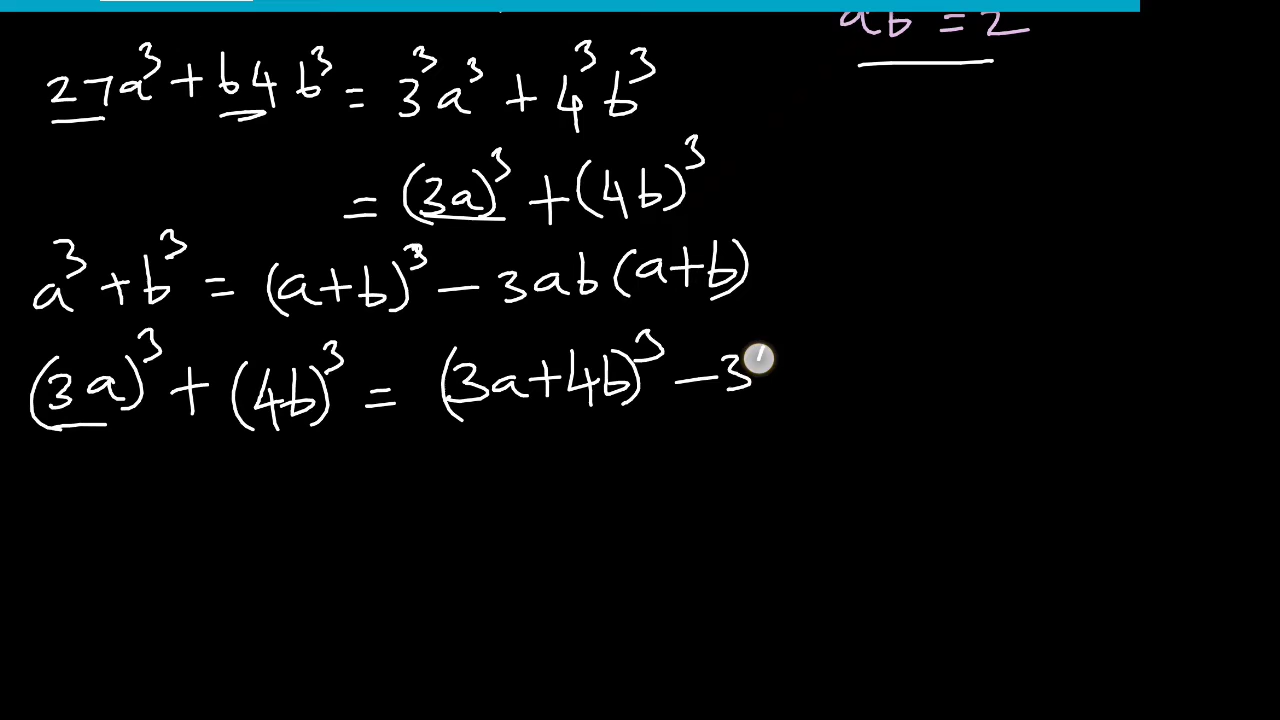 ab = 2
27a³ + 64b³ = 3³a³ + 4³b³
= (3a)³ + (4b)³
a³ + b³ = (a+b)³ - 3ab(a+b)
(3a)³ + (4b)³ = (3a+4b)³ - 3